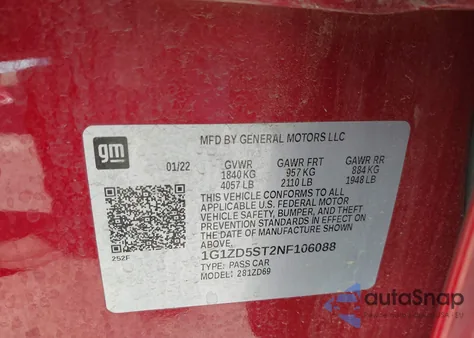 gm
MFD BY GENERAL MOTORS LLC
01/22 GVWR GAWR FRT GAWR RR
1840 KG 957 KG 884 KG
4057 LB 2110 LB 1948 LB
THIS VEHICLE CONFORMS TO ALL
APPLICABLE U.S. FEDERAL MOTOR
VEHICLE SAFETY, BUMPER, AND THEFT
PREVENTION STANDARDS IN EFFECT ON
THE DATE OF MANUFACTURE SHOWN
ABOVE.
252F
1G1ZD5ST2NF106088
TYPE: PASS CAR
MODEL: 281ZD69
autoSnap